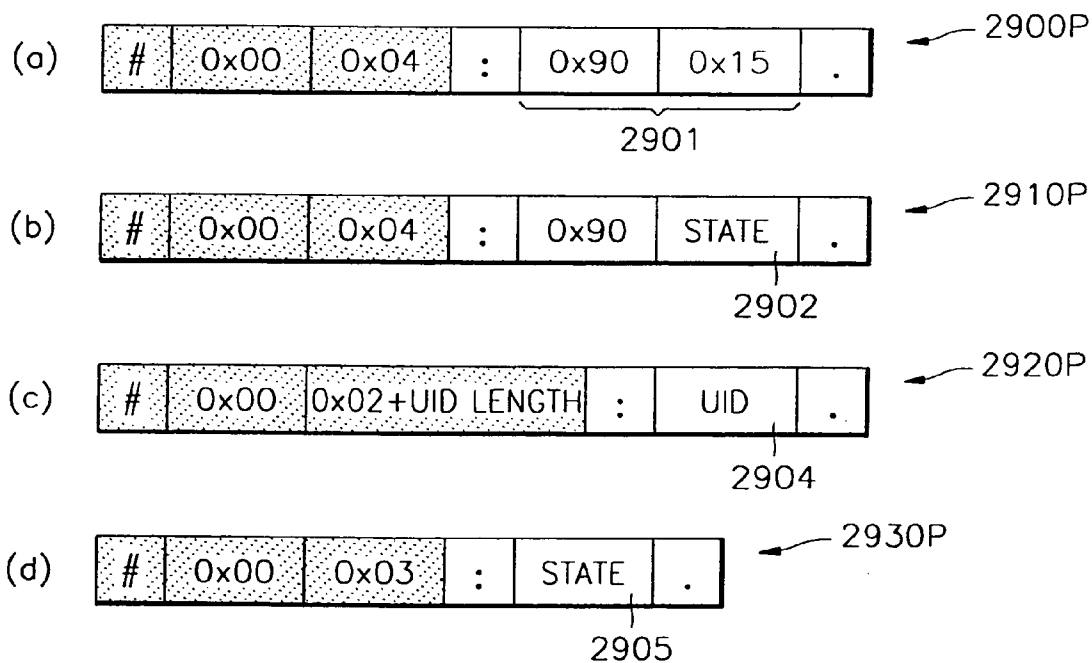 (a) # 0x00 0x04 : 0x90 0x15 . 2900P
2901
(b) # 0x00 0x04 : 0x90 STATE . 2910P
2902
(c) # 0x00 0x02+UID LENGTH : UID . 2920P
2904
(d) # 0x00 0x03 : STATE . 2930P
2905